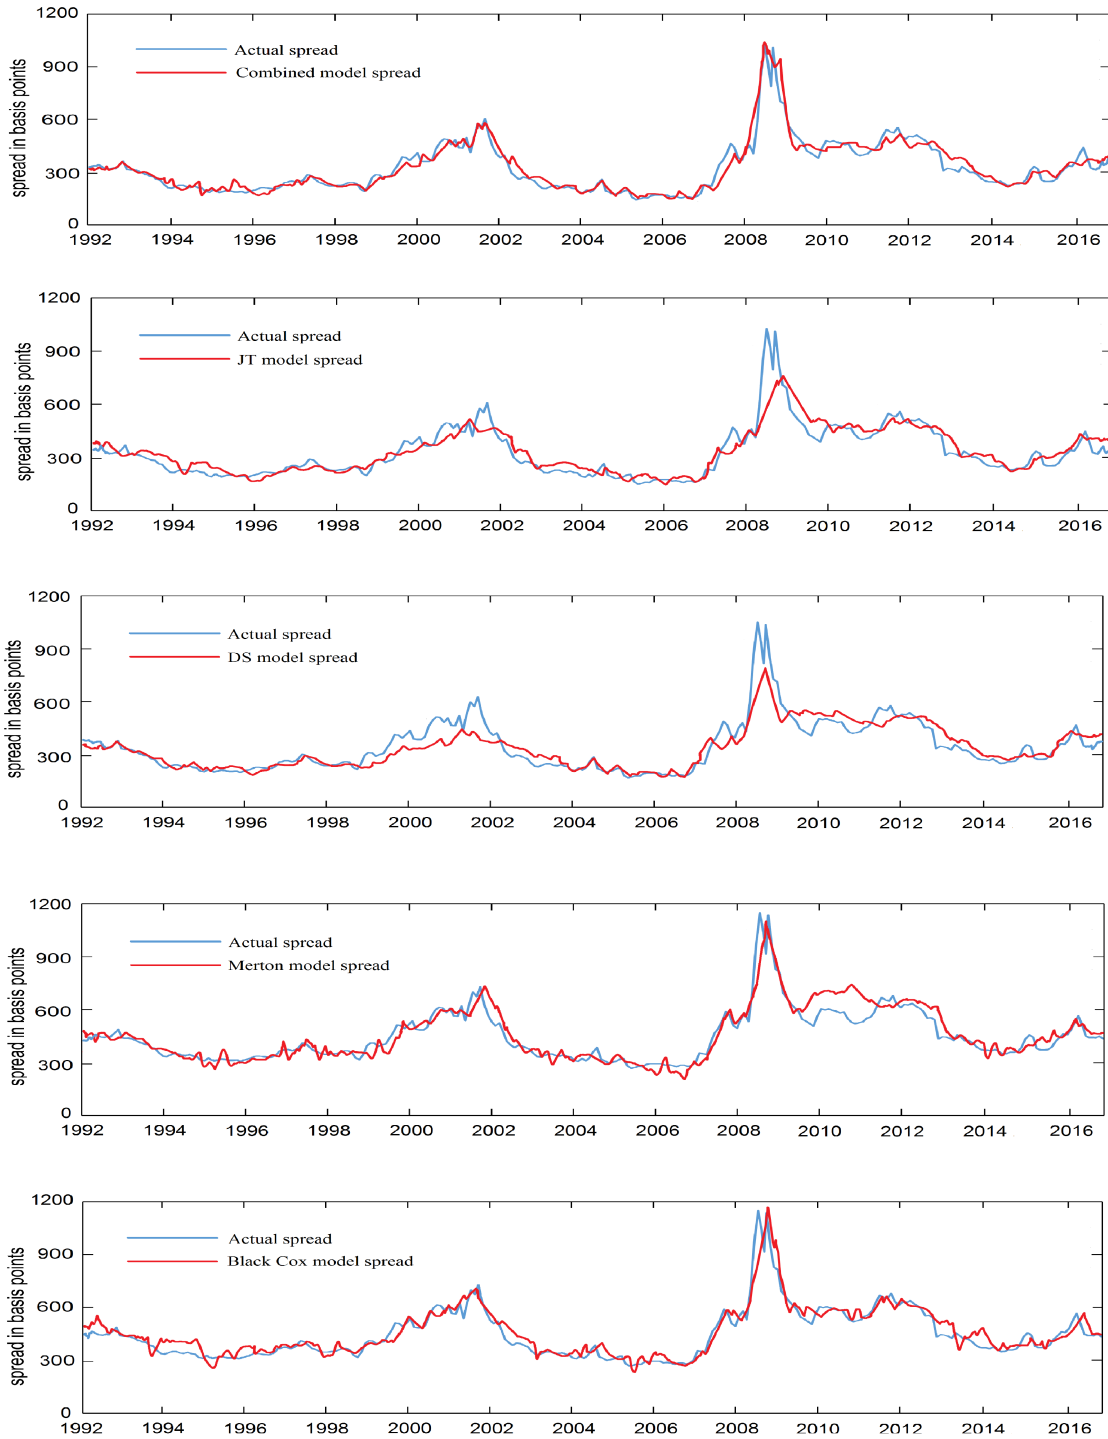 1200
900
600
300
0
spread in basis points
Actual spread
Combined model spread
1992 1994 1996 1998 2000 2002 2004 2006 2008 2010 2012 2014 2016
1200
900
600
300
0
spread in basis points
Actual spread
JT model spread
1992 1994 1996 1998 2000 2002 2004 2006 2008 2010 2012 2014 2016
1200
900
600
300
0
spread in basis points
Actual spread
DS model spread
1992 1994 1996 1998 2000 2002 2004 2006 2008 2010 2012 2014 2016
1200
900
600
300
0
spread in basis points
Actual spread
Merton model spread
1992 1994 1996 1998 2000 2002 2004 2006 2008 2010 2012 2014 2016
1200
900
600
300
0
spread in basis points
Actual spread
Black Cox model spread
1992 1994 1996 1998 2000 2002 2004 2006 2008 2010 2012 2014 2016